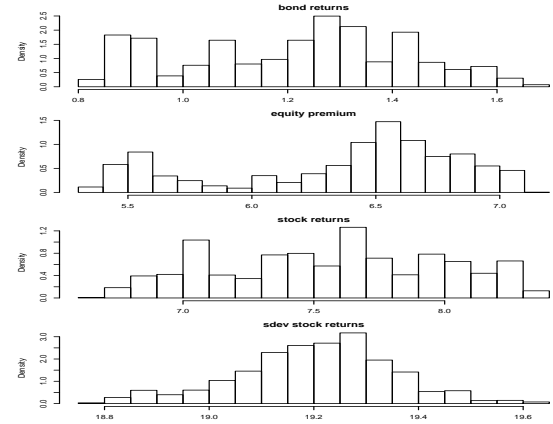 bond returns
Density
0.0 0.5 1.0 1.5 2.0 2.5
0.8 1.0 1.2 1.4 1.6
equity premium
Density
0.0 0.5 1.0 1.5
5.5 6.0 6.5 7.0
stock returns
Density
0.0 0.4 0.8 1.2
7.0 7.5 8.0
sdev stock returns
Density
0.0 1.0 2.0 3.0
18.8 19.0 19.2 19.4 19.6